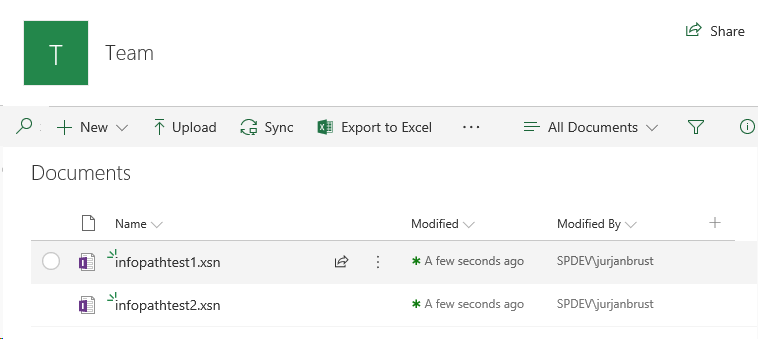 Share
T
Team
New
Upload
Sync
Export to Excel
...
All Documents
Documents
Name
Modified
Modified By
infopathtest1.xsn
A few seconds ago
SPDEV\jurjanbrust
infopathtest2.xsn
A few seconds ago
SPDEV\jurjanbrust